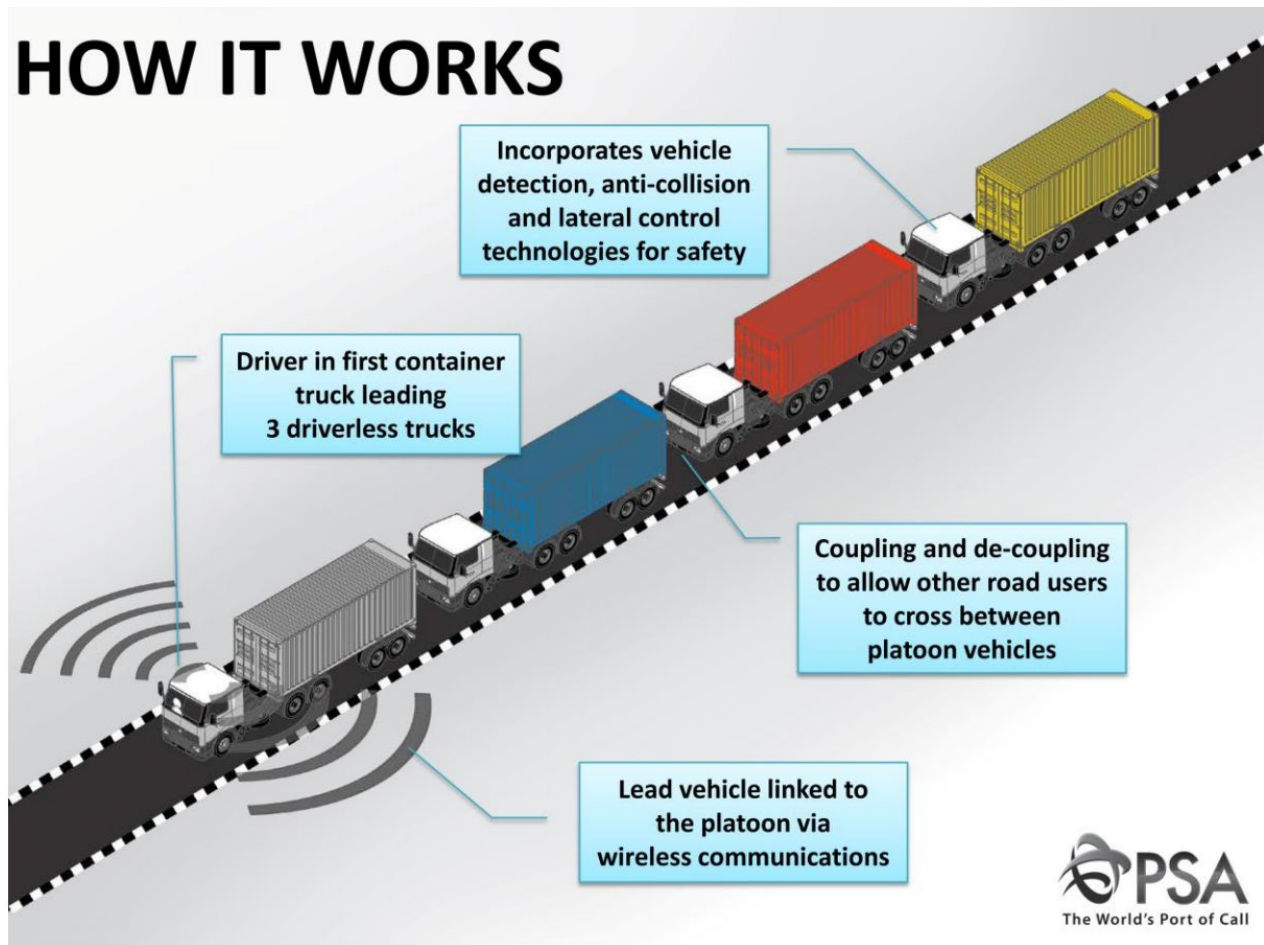 HOW IT WORKS
Incorporates vehicle
detection, anti-collision
and lateral control
technologies for safety
Driver in first container
truck leading
3 driverless trucks
Coupling and de-coupling
to allow other road users
to cross between
platoon vehicles
Lead vehicle linked to
the platoon via
wireless communications
PSA
The World's Port of Call